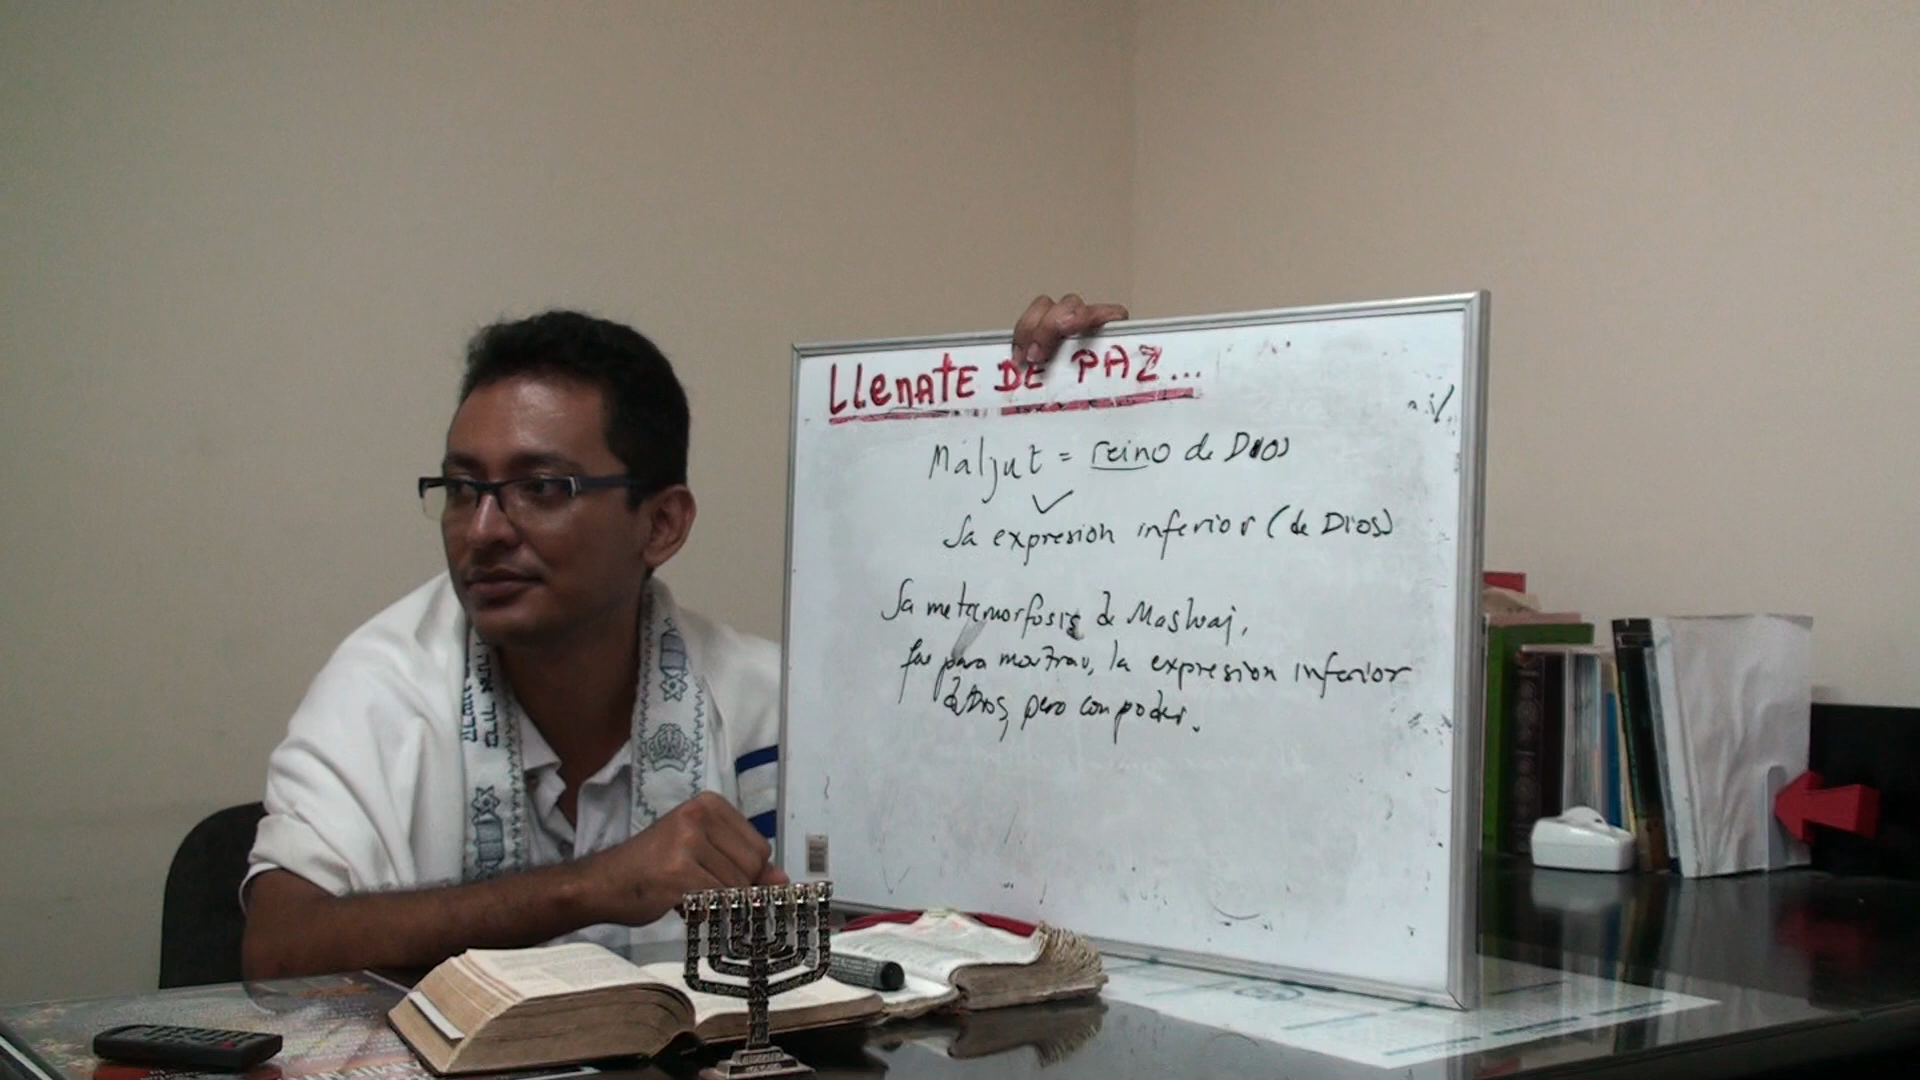 LLENATE DE PAZ...
Maljut = reino de Dios
La expresion inferior (de Dios)
La metamorfosis de Mashiaj,
fue para mostrar, la expresion inferior
de Dios, pero con poder.